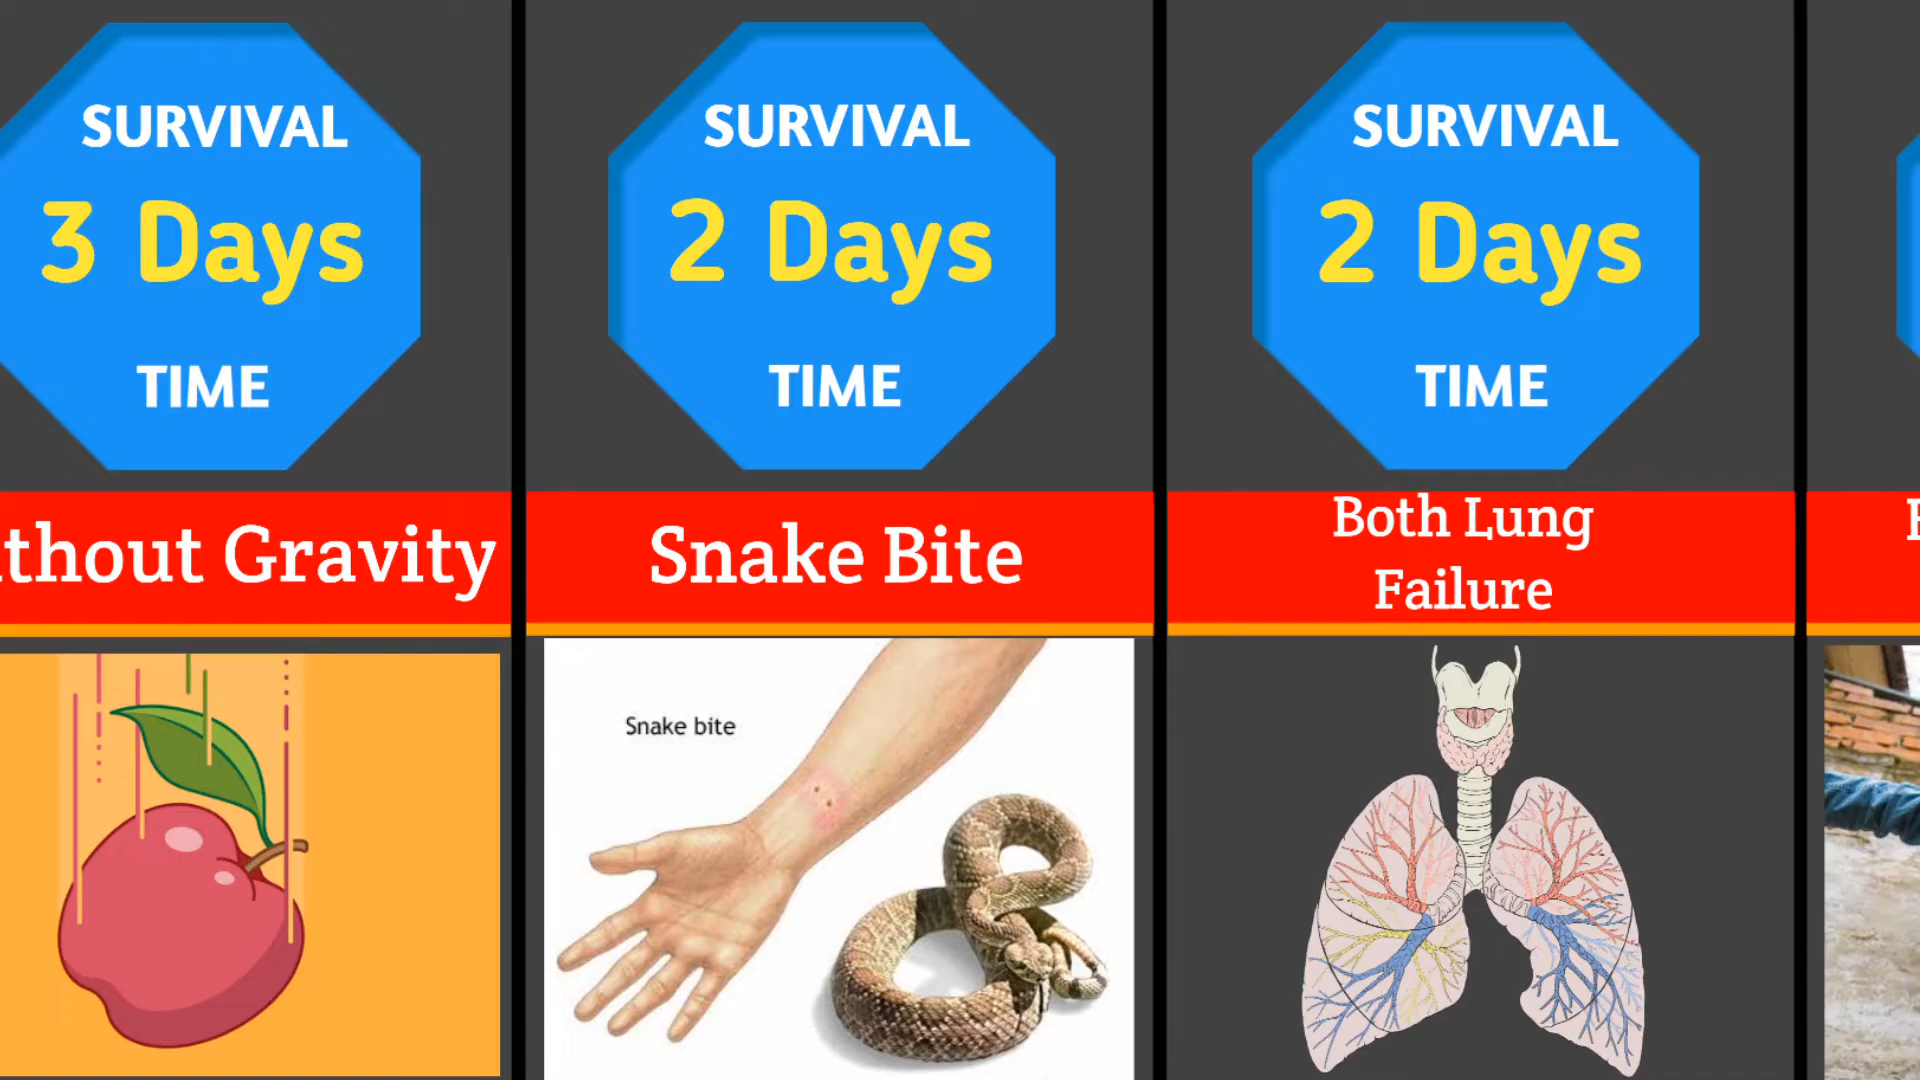 SURVIVAL
3 Days
TIME
thout Gravity
SURVIVAL
2 Days
TIME
Snake Bite
Snake bite
SURVIVAL
2 Days
TIME
Both Lung
Failure